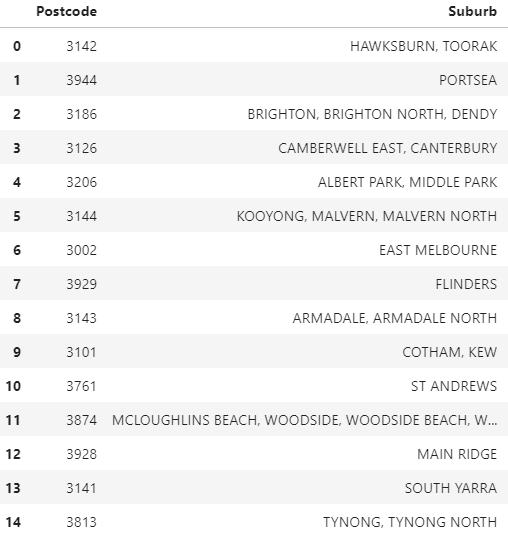 Postcode Suburb
0 3142 HAWKSBURN, TOORAK
1 3944 PORTSEA
2 3186 BRIGHTON, BRIGHTON NORTH, DENDY
3 3126 CAMBERWELL EAST, CANTERBURY
4 3206 ALBERT PARK, MIDDLE PARK
5 3144 KOOYONG, MALVERN, MALVERN NORTH
6 3002 EAST MELBOURNE
7 3929 FLINDERS
8 3143 ARMADALE, ARMADALE NORTH
9 3101 COTHAM, KEW
10 3761 ST ANDREWS
11 3874 MCLOUGHLINS BEACH, WOODSIDE, WOODSIDE BEACH, W...
12 3928 MAIN RIDGE
13 3141 SOUTH YARRA
14 3813 TYNONG, TYNONG NORTH